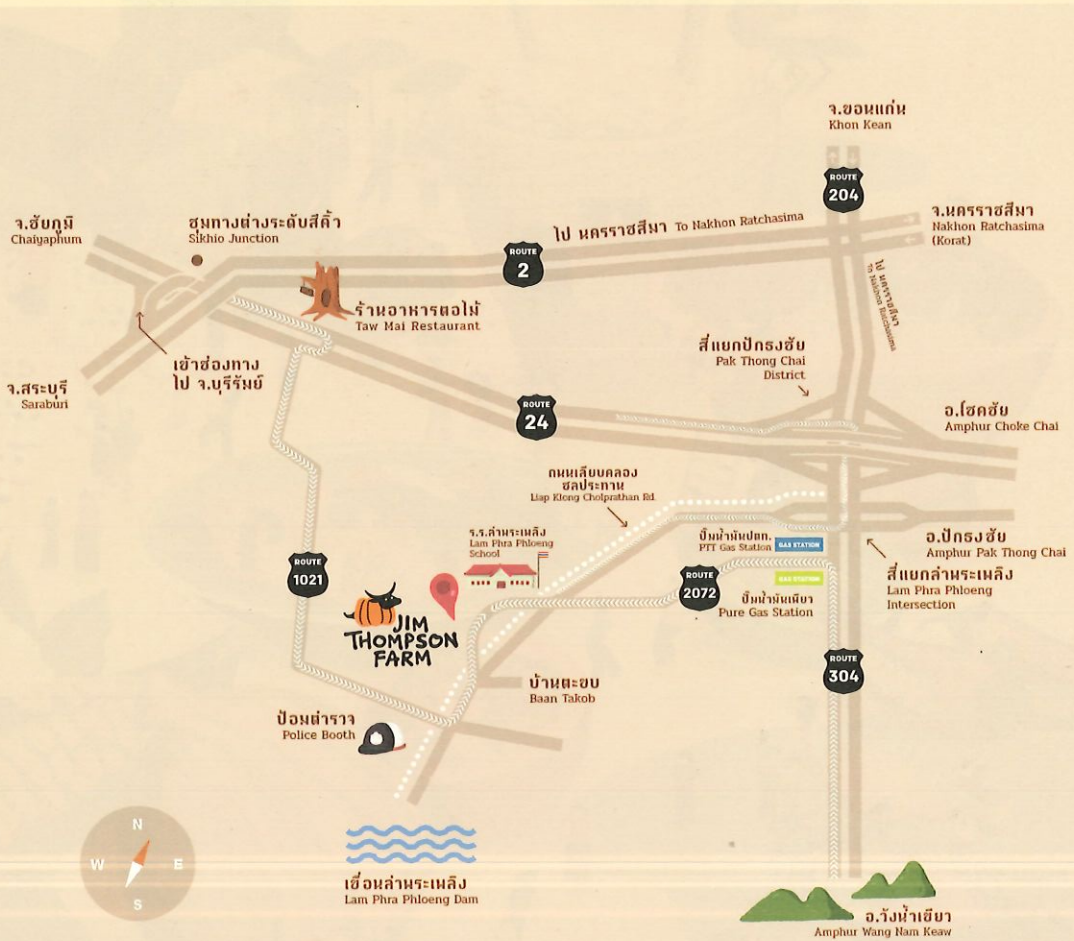 จ.ขอนแก่น
Khon Kean
ROUTE
204
จ.ชัยภูมิ
Chaiyaphum
ชุมทางต่างระดับสีคิ้ว
Sikhio Junction
ไป นครราชสีมา To Nakhon Ratchasima
จ.นครราชสีมา
Nakhon Ratchasima
(Korat)
ROUTE
2
ไป นครราชสีมา
To Nakhon Ratchasima
ร้านอาหารตอไม้
Taw Mai Restaurant
สี่แยกปักธงชัย
Pak Thong Chai
District
เข้าช่องทาง
ไป จ.บุรีรัมย์
จ.สระบุรี
Saraburi
ROUTE
24
อ.โชคชัย
Amphur Choke Chai
ถนนเลียบคลอง
ชลประทาน
Liap Klong Cholprathan Rd.
ร.ร.ลำพระเพลิง
Lam Phra Phloeng
School
ปั๊มน้ำมันปตท.
PTT Gas Station
GAS STATION
อ.ปักธงชัย
Amphur Pak Thong Chai
สี่แยกลำพระเพลิง
Lam Phra Phloeng
Intersection
ROUTE
1021
ROUTE
2072
GAS STATION
ปั๊มน้ำมันเพียว
Pure Gas Station
JIM
THOMPSON
FARM
ROUTE
304
บ้านตะขบ
Baan Takob
ป้อมตำรวจ
Police Booth
N
W
E
S
เขื่อนลำพระเพลิง
Lam Phra Phloeng Dam
อ.วังน้ำเขียว
Amphur Wang Nam Keaw